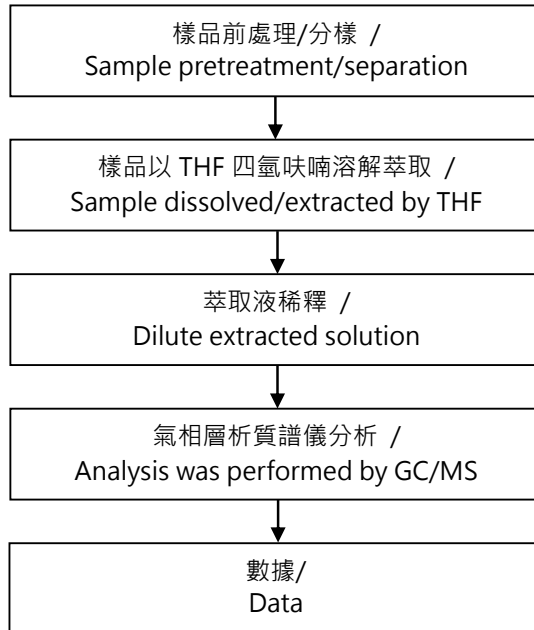 樣品前處理/分樣 /
Sample pretreatment/separation
樣品以 THF 四氫呋喃溶解萃取 /
Sample dissolved/extracted by THF
萃取液稀釋 /
Dilute extracted solution
氣相層析質譜儀分析 /
Analysis was performed by GC/MS
數據/
Data